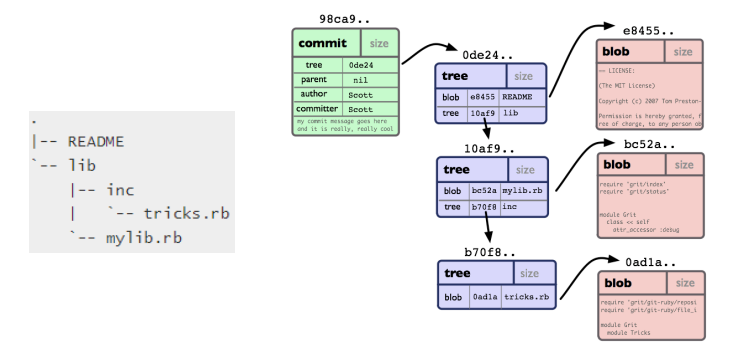 .
|-- README
`-- lib
|-- inc
| `-- tricks.rb
`-- mylib.rb
98ca9..
commit size
tree 0de24
parent nil
author Scott
committer Scott
my commit message goes here
and it is really, really cool
0de24..
tree size
blob e8455 README
tree 10af9 lib
10af9..
tree size
blob bc52a mylib.rb
tree b70f8 inc
b70f8..
tree size
blob 0ad1a tricks.rb
e8455..
blob size
== LICENSE:
(The MIT License)
Copyright (c) 2007 Tom Preston-
Permission is hereby granted, f
ree of charge, to any person ob
bc52a..
blob size
require 'grit/index'
require 'grit/status'
module Grit
class << self
attr_accessor :debug
0ad1a..
blob size
require 'grit/git-ruby/reposi
require 'grit/git-ruby/file_i
module Grit
module Tricks